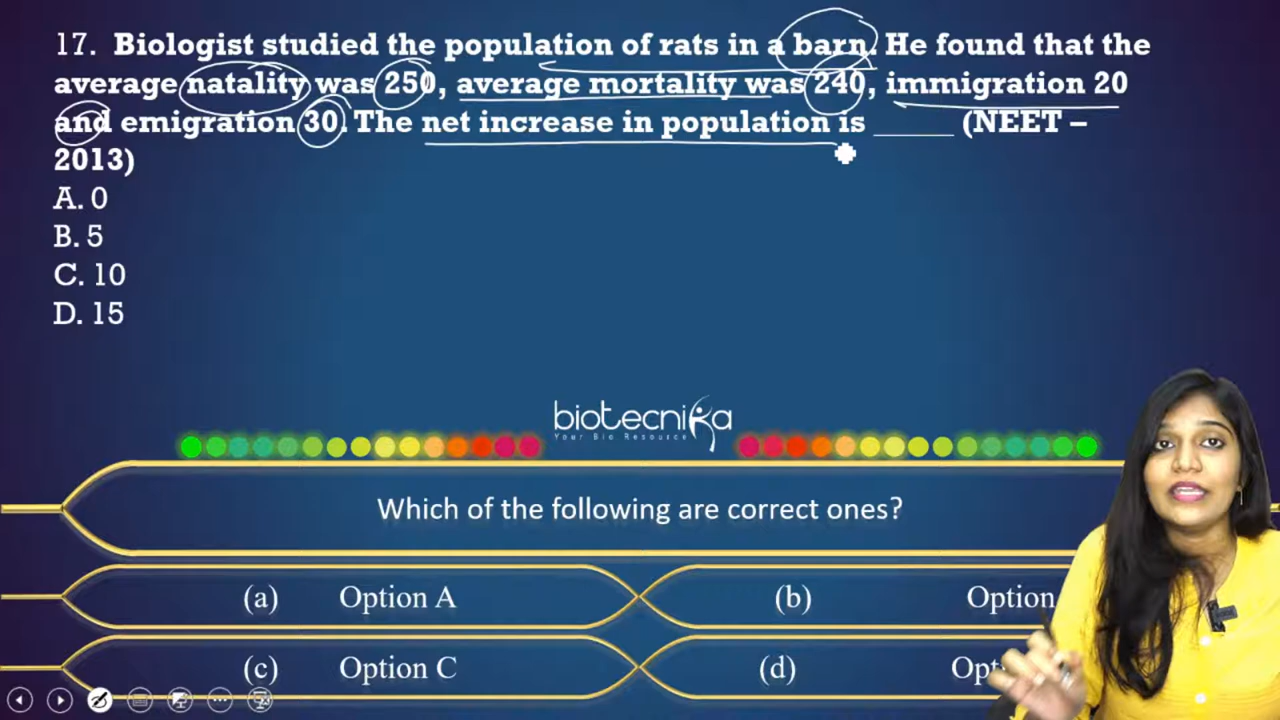 17. Biologist studied the population of rats in a barn. He found that the
average natality was 250, average mortality was 240, immigration 20
and emigration 30. The net increase in population is ______ (NEET –
2013)
A. 0
B. 5
C. 10
D. 15
biotecnika
Your Bio Resource
Which of the following are correct ones?
(a) Option A
(b) Option
(c) Option C
(d)